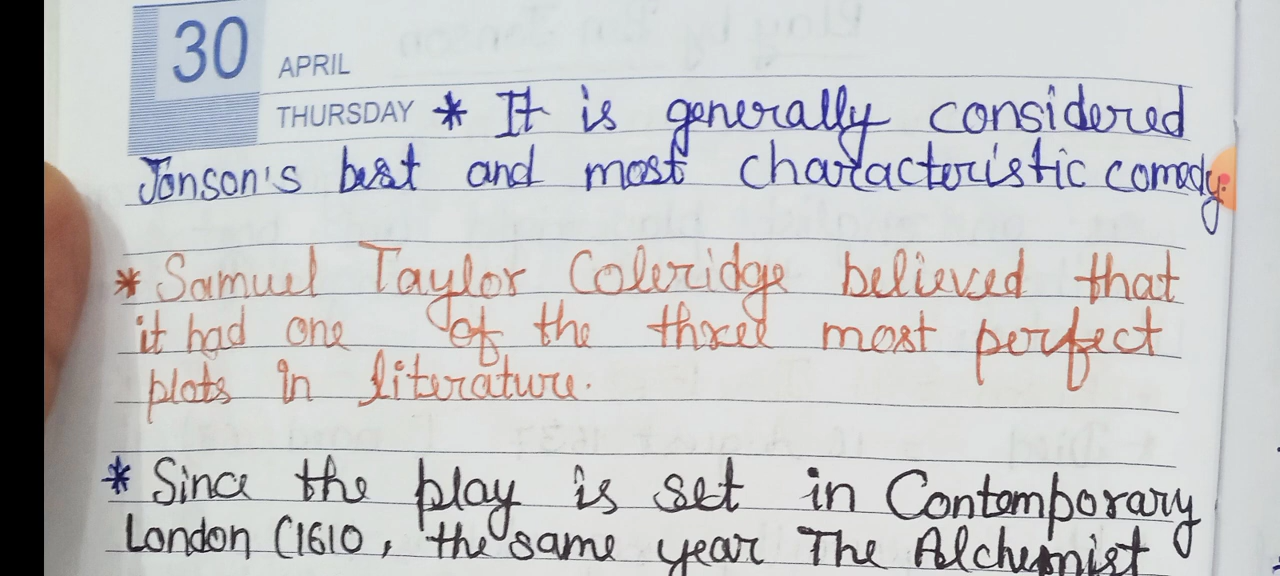 30
APRIL
THURSDAY * It is generally considered
Jonson's best and most characteristic comedy.
* Samuel Taylor Coleridge believed that
it had one of the three most perfect
plots in literature.
* Since the play is set in Contemporary
London (1610, the same year The Alchemist